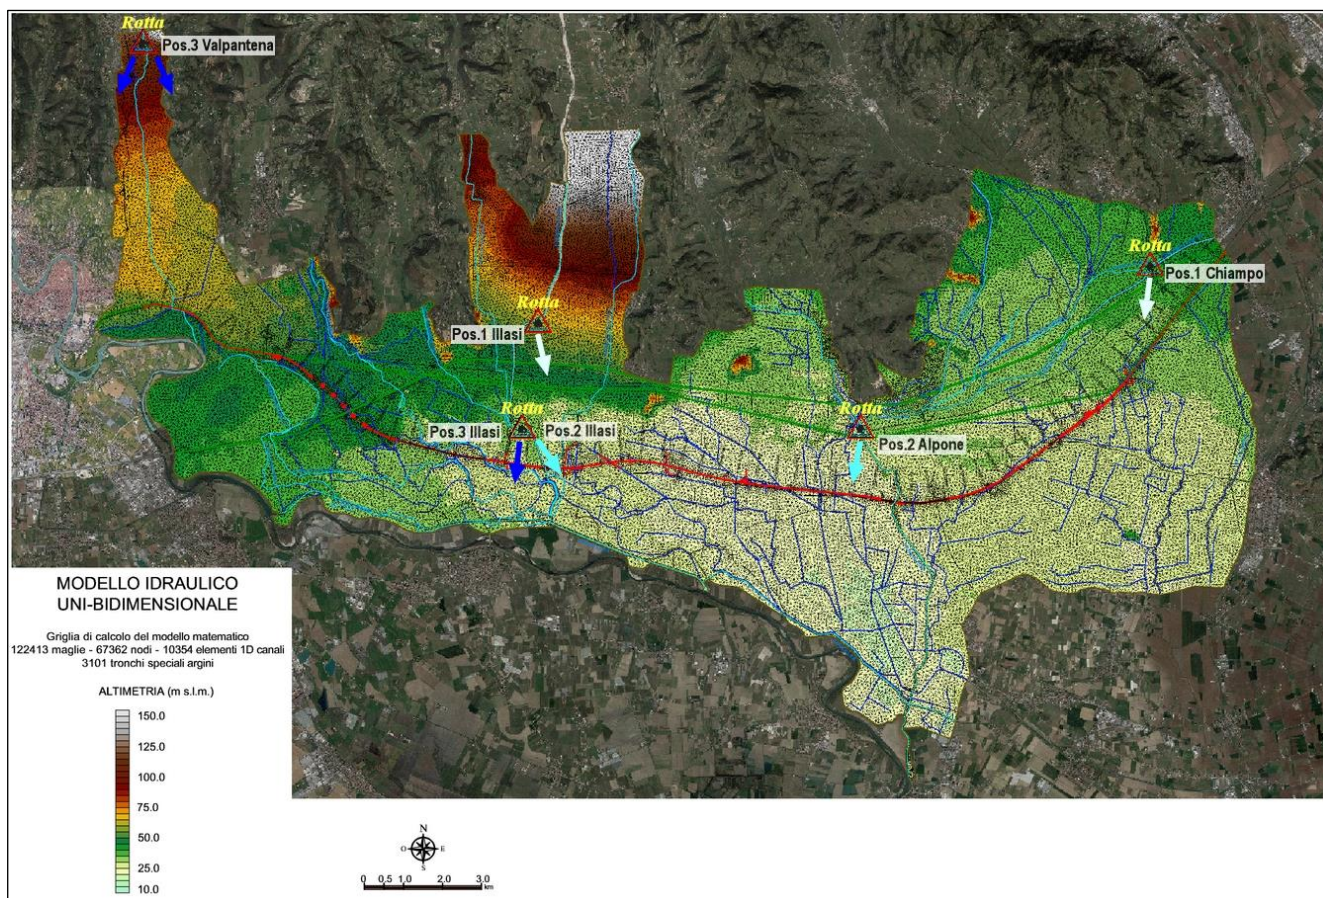 Rotta
Pos.3 Valpantena
Rotta
Pos.1 Chiampo
Rotta
Pos.1 Illasi
Rotta
Pos.3 Illasi
Pos.2 Illasi
Rotta
Pos.2 Alpone
MODELLO IDRAULICO
UNI-BIDIMENSIONALE
Griglia di calcolo del modello matematico
122413 maglie - 67362 nodi - 10354 elementi 1D canali
3101 tronchi speciali argini
ALTIMETRIA (m s.l.m.)
150.0
125.0
100.0
75.0
50.0
25.0
10.0
N
O E
S
0 0.5 1.0 2.0 3.0
km